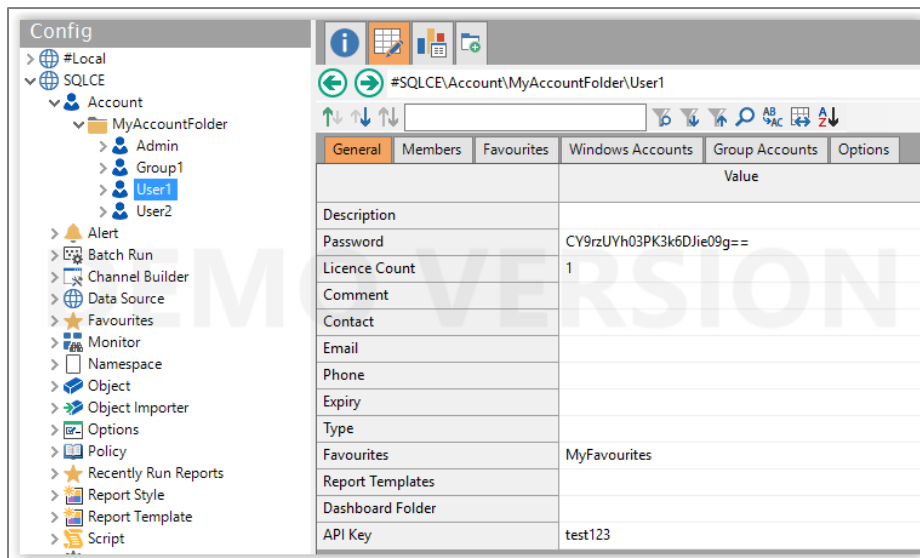 Config
#Local
SQLCE
Account
MyAccountFolder
Admin
Group1
User1
User2
Alert
Batch Run
Channel Builder
Data Source
Favourites
Monitor
Namespace
Object
Object Importer
Options
Policy
Recently Run Reports
Report Style
Report Template
Script
#SQLCE\Account\MyAccountFolder\User1
General Members Favourites Windows Accounts Group Accounts Options
Value
Description
Password CY9rzUYh03PK3k6DJie09g==
Licence Count 1
Comment
Contact
Email
Phone
Expiry
Type
Favourites MyFavourites
Report Templates
Dashboard Folder
API Key test123
DEMO VERSION